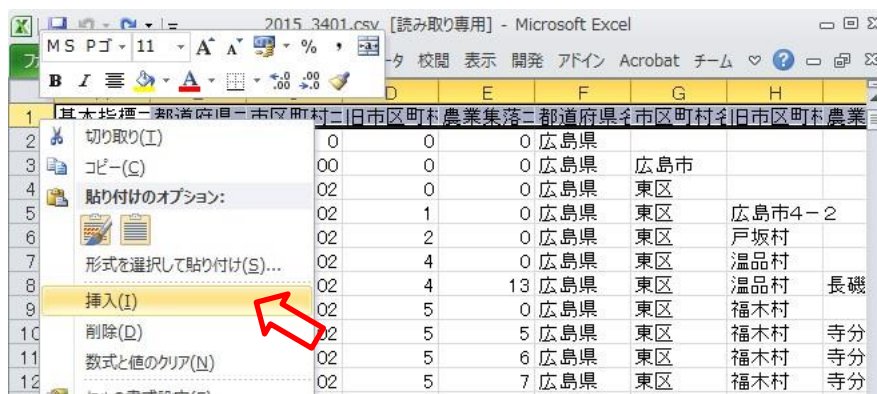 2015_3401.csv [読み取り専用] - Microsoft Excel
MS Pゴ 11 A A % ,
タ 校閲 表示 開発 アドイン Acrobat チーム
B I A .0 .00 .00 .0
D E F G H
1 基本指標 都道府県 市区町村コ 旧市区町村 農業集落コ 都道府県名 市区町村名 旧市区町村 農業
2 切り取り(T) 0 0 0 広島県
3 コピー(C) 00 0 0 広島県 広島市
4 貼り付けのオプション: 02 0 0 広島県 東区
5 02 1 0 広島県 東区 広島市4-2
6 02 2 0 広島県 東区 戸坂村
7 形式を選択して貼り付け(S)... 02 4 0 広島県 東区 温品村
8 挿入(I) 02 4 13 広島県 東区 温品村 長磯
9 02 5 0 広島県 東区 福木村
10 削除(D) 02 5 5 広島県 東区 福木村 寺分
11 数式と値のクリア(N) 02 5 6 広島県 東区 福木村 寺分
12 02 5 7 広島県 東区 福木村 寺分